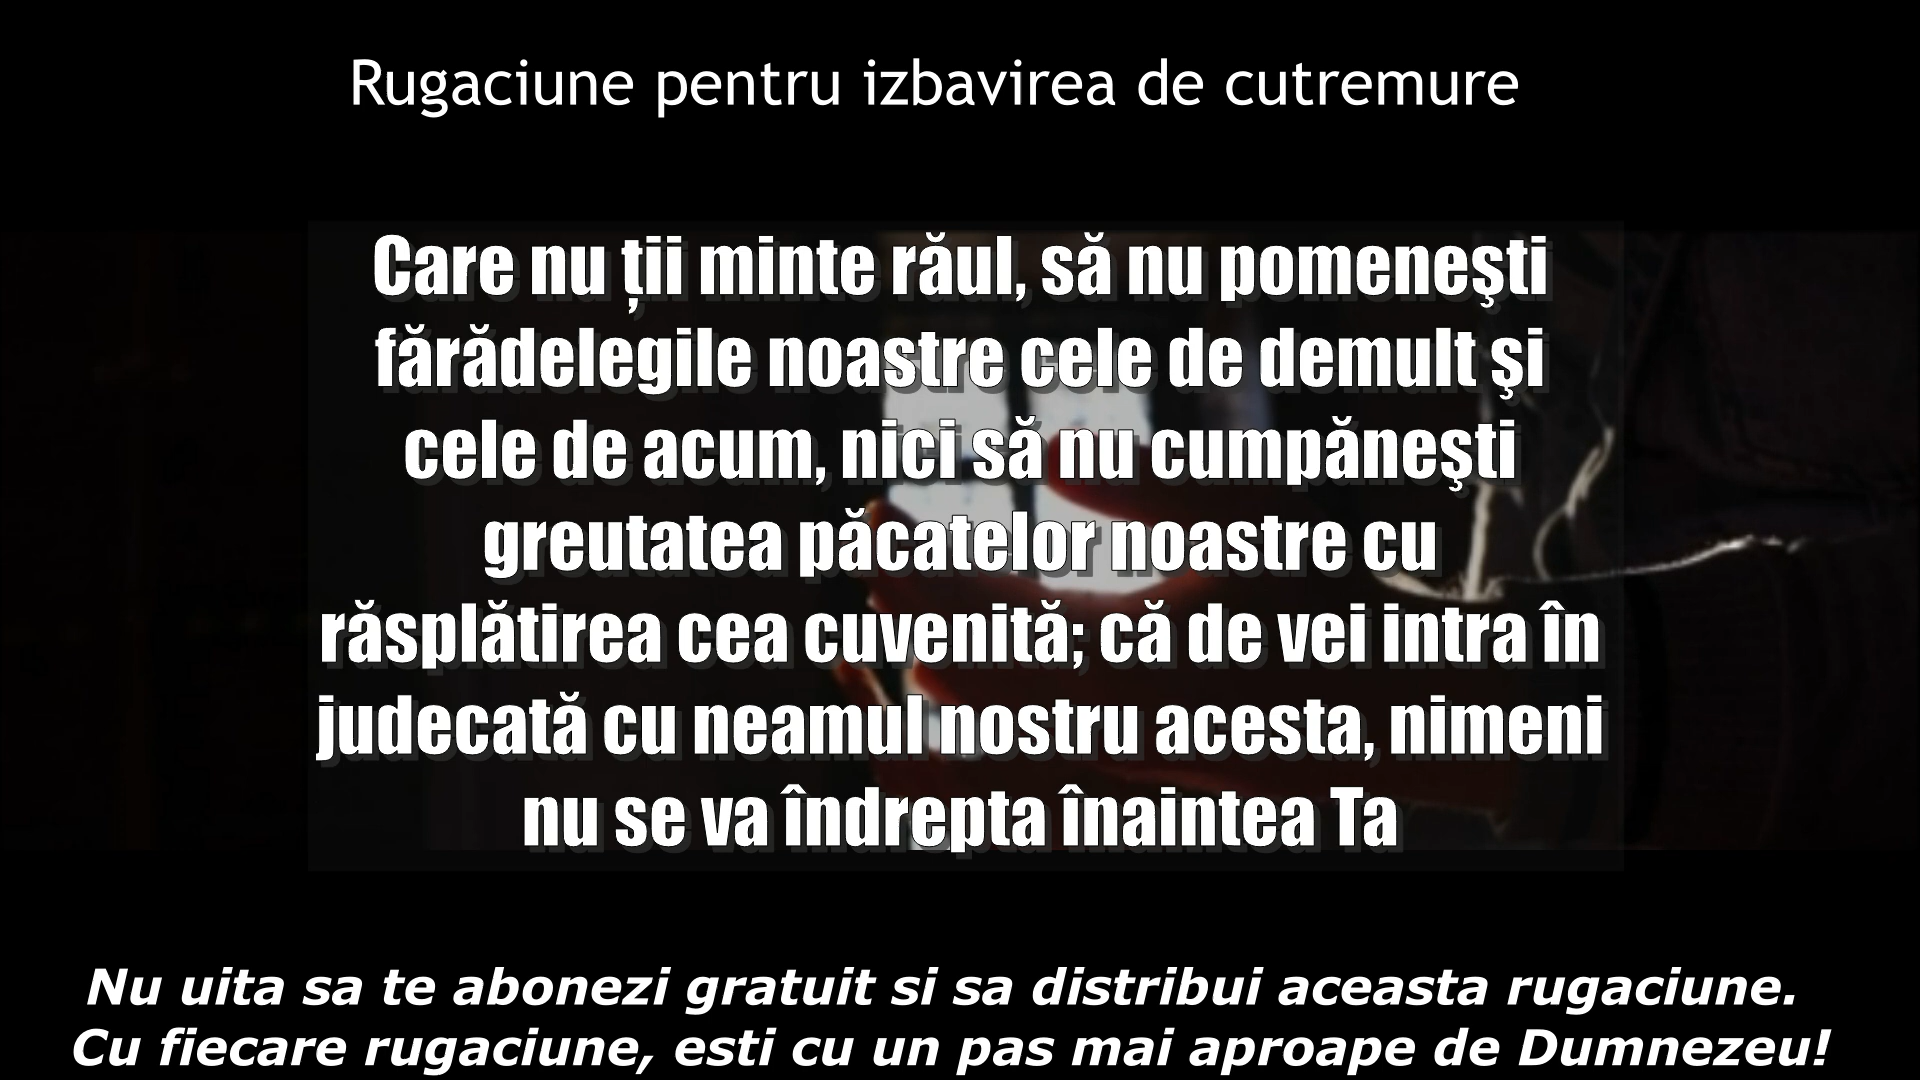 Rugaciune pentru izbavirea de cutremure
Care nu ţii minte răul, să nu pomeneşti
fărădelegile noastre cele de demult şi
cele de acum, nici să nu cumpăneşti
greutatea păcatelor noastre cu
răsplătirea cea cuvenită; că de vei intra în
judecată cu neamul nostru acesta, nimeni
nu se va îndrepta înaintea Ta
Nu uita sa te abonezi gratuit si sa distribui aceasta rugaciune.
Cu fiecare rugaciune, esti cu un pas mai aproape de Dumnezeu!